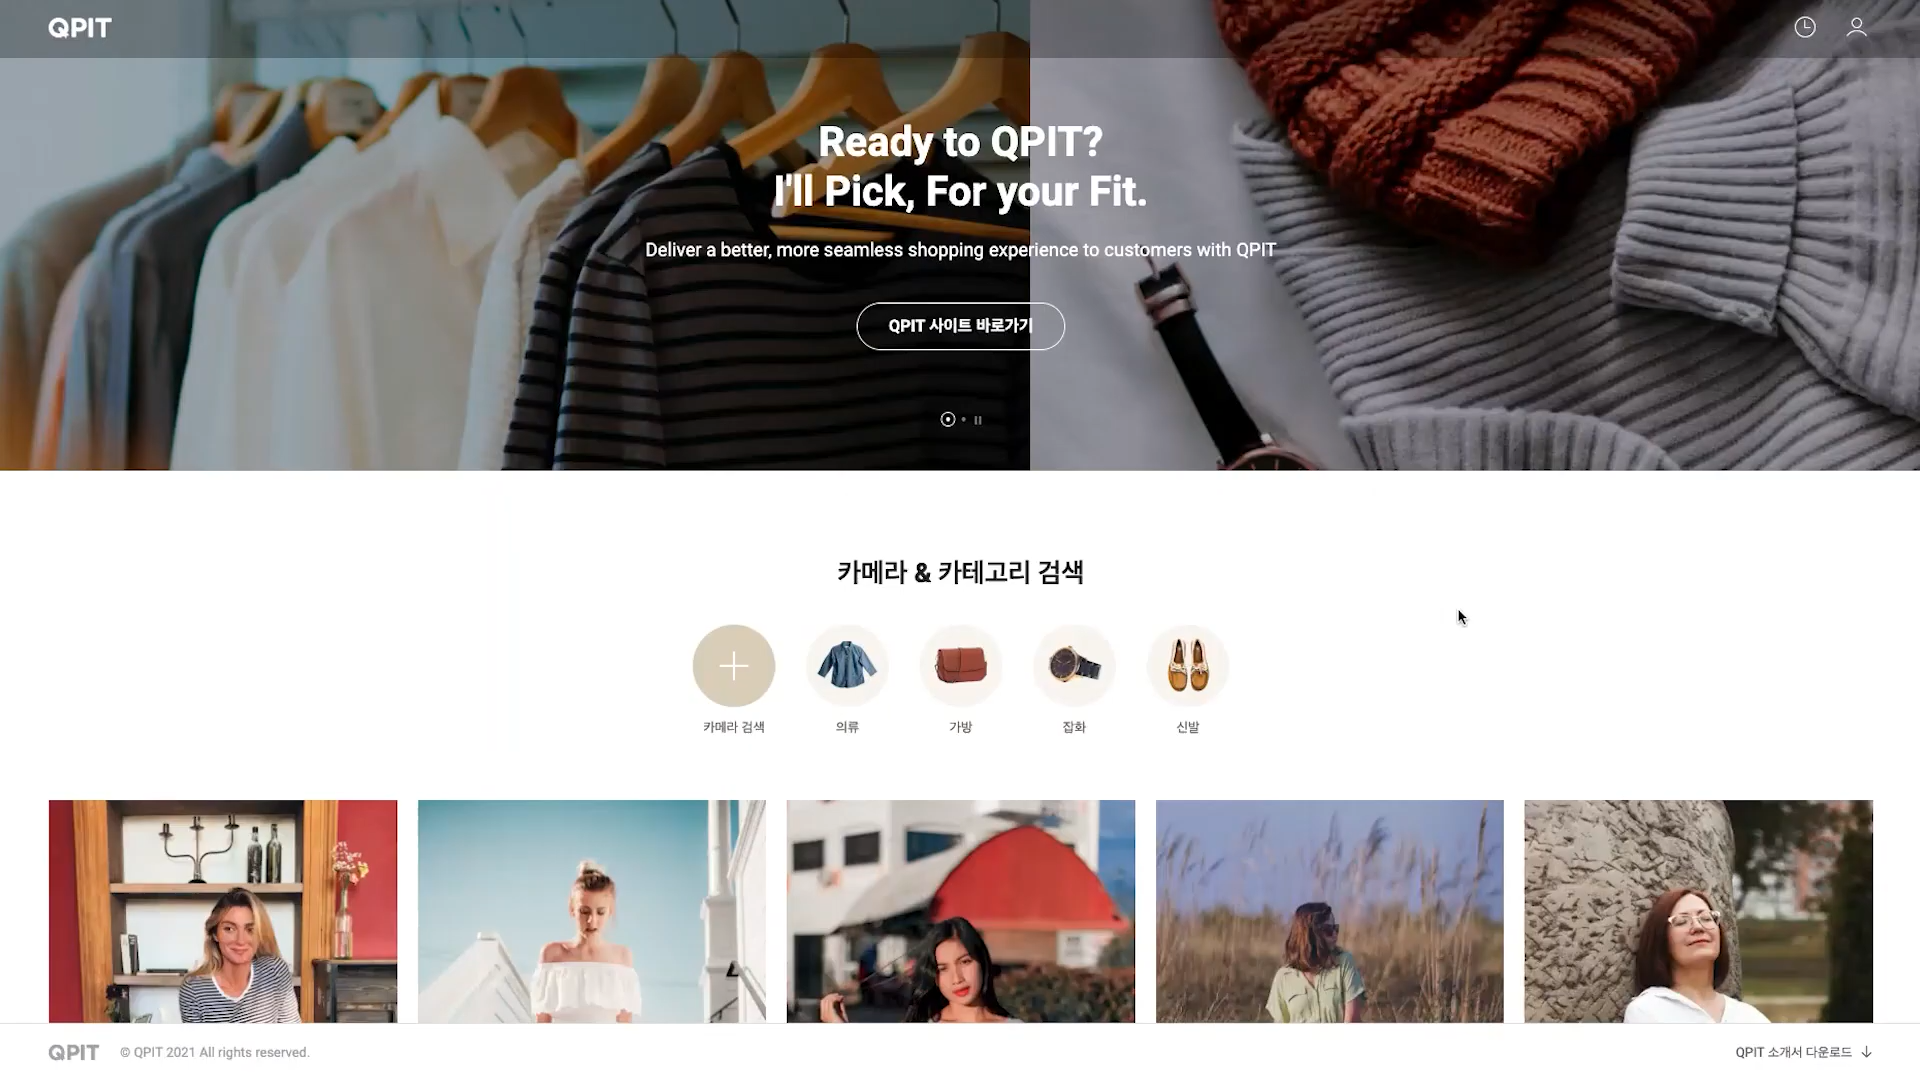 QPIT
Ready to QPIT?
I'll Pick, For your Fit.
Deliver a better, more seamless shopping experience to customers with QPIT
QPIT 사이트 바로가기
카메라 & 카테고리 검색
카메라 검색
의류
가방
잡화
신발
QPIT
© QPIT 2021 All rights reserved.
QPIT 소개서 다운로드